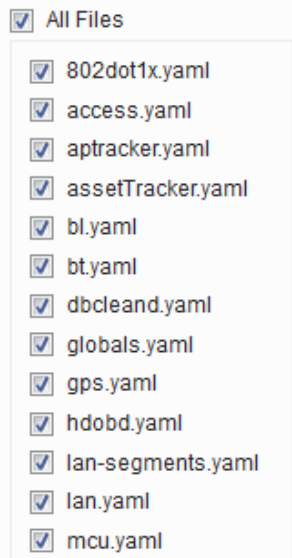 All Files
802dot1x.yaml
access.yaml
aptracker.yaml
assetTracker.yaml
bl.yaml
bt.yaml
dbcleand.yaml
globals.yaml
gps.yaml
hdobd.yaml
lan-segments.yaml
lan.yaml
mcu.yaml